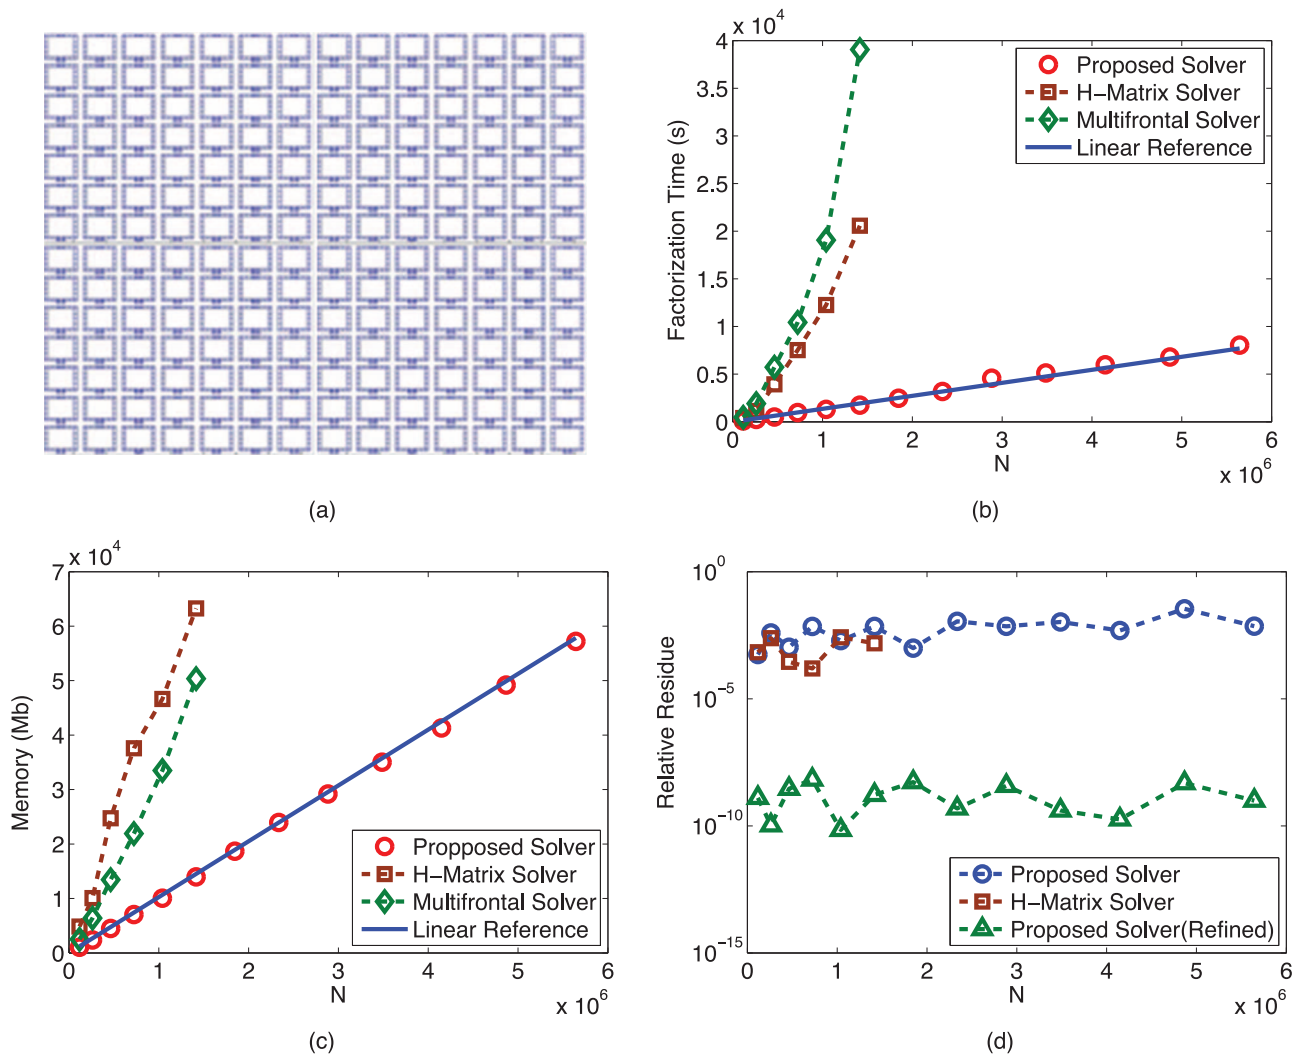 (a)
x 10^4
4
3.5
3
2.5
2
1.5
1
0.5
0
Factorization Time (s)
Proposed Solver
H−Matrix Solver
Multifrontal Solver
Linear Reference
0 1 2 3 4 5 6
N
x 10^6
(b)
x 10^4
7
6
5
4
3
2
1
0
Memory (Mb)
Propposed Solver
H−Matrix Solver
Multifrontal Solver
Linear Reference
0 1 2 3 4 5 6
N
x 10^6
(c)
10^0
10^−5
10^−10
10^−15
Relative Residue
Proposed Solver
H−Matrix Solver
Proposed Solver(Refined)
0 1 2 3 4 5 6
N
x 10^6
(d)